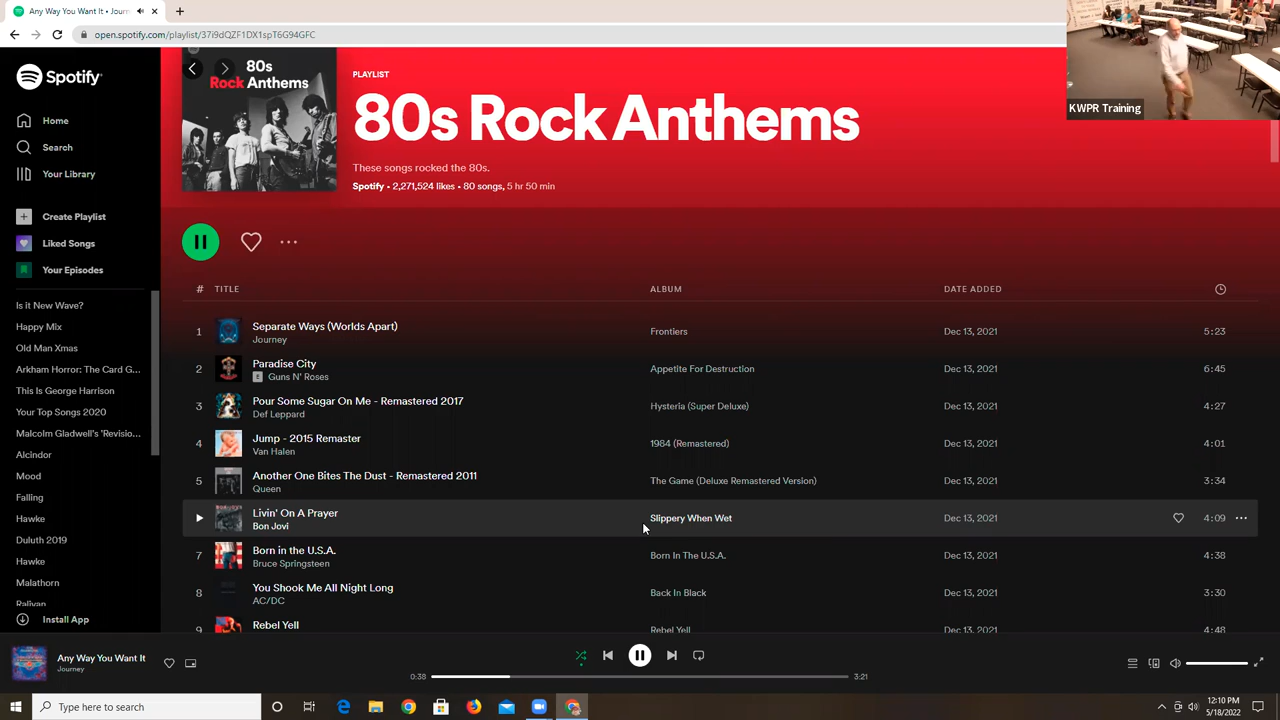 Any Way You Want It • Journ
open.spotify.com/playlist/37i9dQZF1DX1spT6G94GFC
KWPR Training
Spotify
Home
Search
Your Library
Create Playlist
Liked Songs
Your Episodes
Is it New Wave?
Happy Mix
Old Man Xmas
Arkham Horror: The Card G...
This Is George Harrison
Your Top Songs 2020
Malcolm Gladwell's 'Revisio...
Alcindor
Mood
Falling
Hawke
Duluth 2019
Hawke
Malathorn
Ralivan
Install App
80s
Rock Anthems
PLAYLIST
80s Rock Anthems
These songs rocked the 80s.
Spotify • 2,271,524 likes • 80 songs, 5 hr 50 min
# TITLE ALBUM DATE ADDED
1 Separate Ways (Worlds Apart) Frontiers Dec 13, 2021 5:23
Journey
2 Paradise City Appetite For Destruction Dec 13, 2021 6:45
E Guns N' Roses
3 Pour Some Sugar On Me - Remastered 2017 Hysteria (Super Deluxe) Dec 13, 2021 4:27
Def Leppard
4 Jump - 2015 Remaster 1984 (Remastered) Dec 13, 2021 4:01
Van Halen
5 Another One Bites The Dust - Remastered 2011 The Game (Deluxe Remastered Version) Dec 13, 2021 3:34
Queen
Livin' On A Prayer Slippery When Wet Dec 13, 2021 4:09
Bon Jovi
7 Born in the U.S.A. Born In The U.S.A. Dec 13, 2021 4:38
Bruce Springsteen
8 You Shook Me All Night Long Back In Black Dec 13, 2021 3:30
AC/DC
9 Rebel Yell Rebel Yell Dec 13, 2021 4:48
Any Way You Want It
Journey
0:38 3:21
Type here to search
12:10 PM
5/18/2022